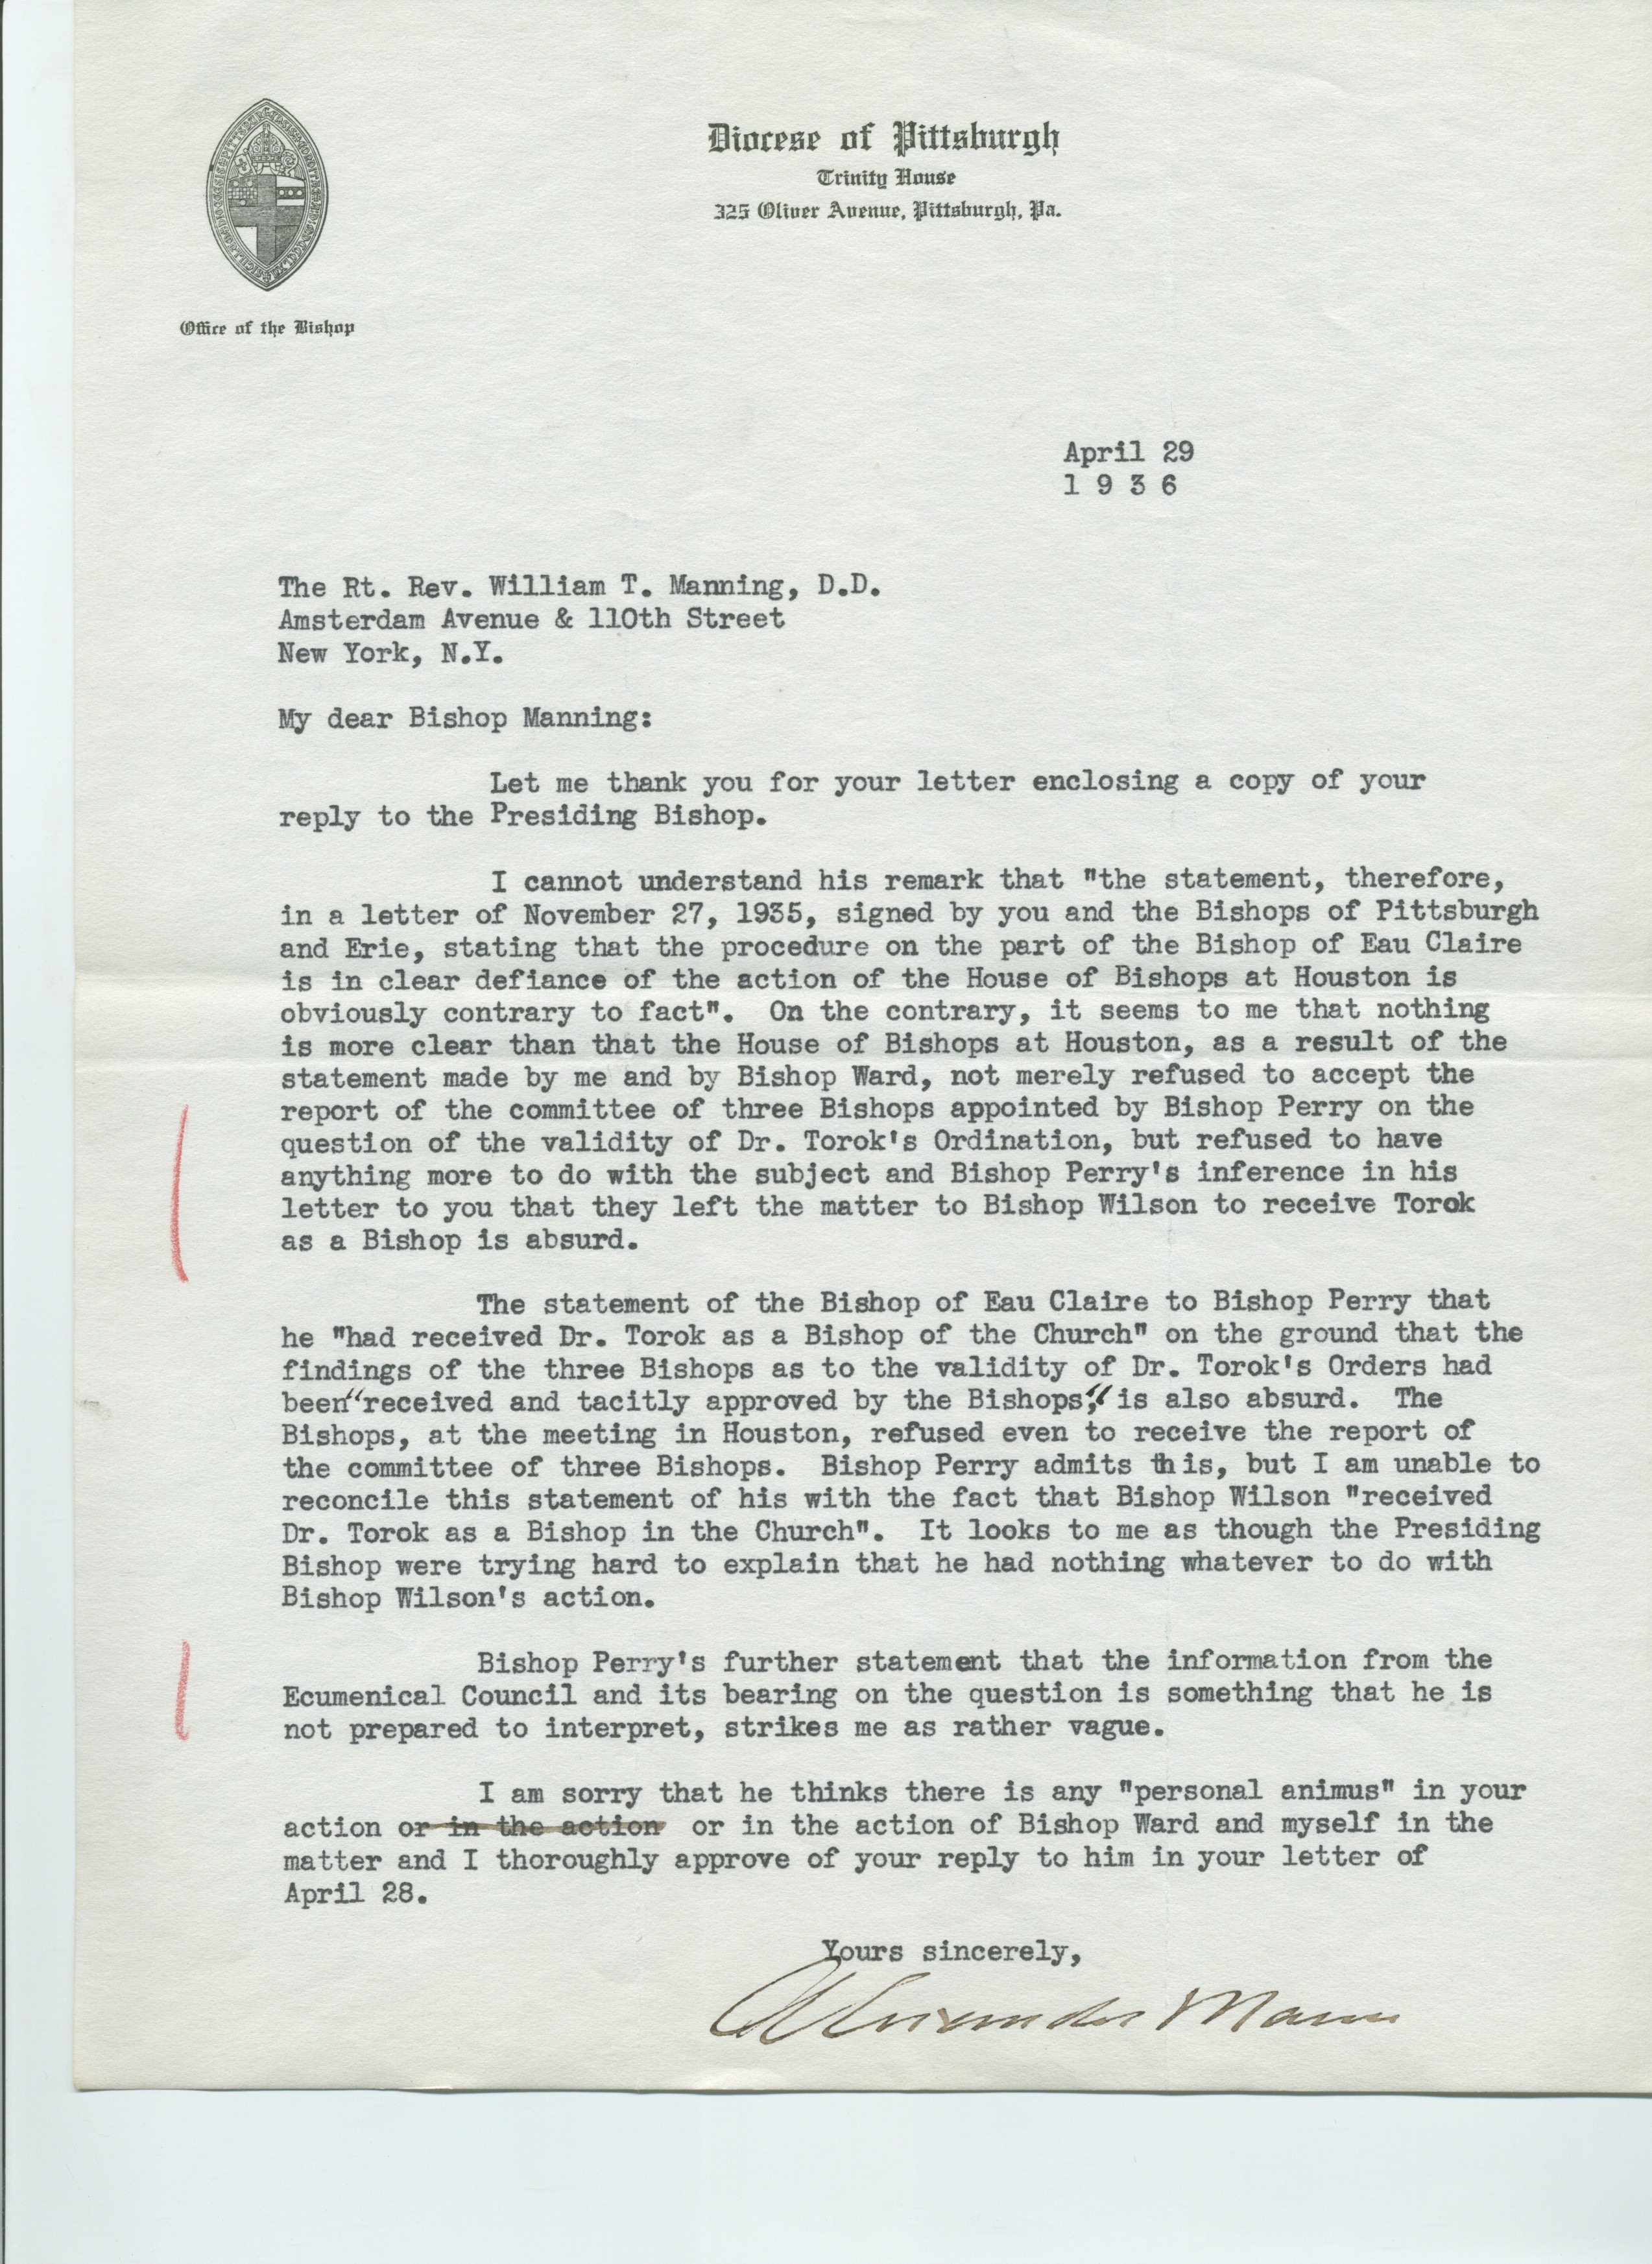 Diocese of Pittsburgh
Trinity House
325 Oliver Avenue, Pittsburgh, Pa.
Office of the Bishop
April 29
1 9 3 6
The Rt. Rev. William T. Manning, D.D.
Amsterdam Avenue & 110th Street
New York, N.Y.
My dear Bishop Manning:
Let me thank you for your letter enclosing a copy of your
reply to the Presiding Bishop.
I cannot understand his remark that "the statement, therefore,
in a letter of November 27, 1935, signed by you and the Bishops of Pittsburgh
and Erie, stating that the procedure on the part of the Bishop of Eau Claire
is in clear defiance of the action of the House of Bishops at Houston is
obviously contrary to fact". On the contrary, it seems to me that nothing
is more clear than that the House of Bishops at Houston, as a result of the
statement made by me and by Bishop Ward, not merely refused to accept the
report of the committee of three Bishops appointed by Bishop Perry on the
question of the validity of Dr. Torok's Ordination, but refused to have
anything more to do with the subject and Bishop Perry's inference in his
letter to you that they left the matter to Bishop Wilson to receive Torok
as a Bishop is absurd.
The statement of the Bishop of Eau Claire to Bishop Perry that
he "had received Dr. Torok as a Bishop of the Church" on the ground that the
findings of the three Bishops as to the validity of Dr. Torok's Orders had
been "received and tacitly approved by the Bishops," is also absurd. The
Bishops, at the meeting in Houston, refused even to receive the report of
the committee of three Bishops. Bishop Perry admits this, but I am unable to
reconcile this statement of his with the fact that Bishop Wilson "received
Dr. Torok as a Bishop in the Church". It looks to me as though the Presiding
Bishop were trying hard to explain that he had nothing whatever to do with
Bishop Wilson's action.
Bishop Perry's further statement that the information from the
Ecumenical Council and its bearing on the question is something that he is
not prepared to interpret, strikes me as rather vague.
I am sorry that he thinks there is any "personal animus" in your
action or in the action or in the action of Bishop Ward and myself in the
matter and I thoroughly approve of your reply to him in your letter of
April 28.
Yours sincerely,
Alexander Mann